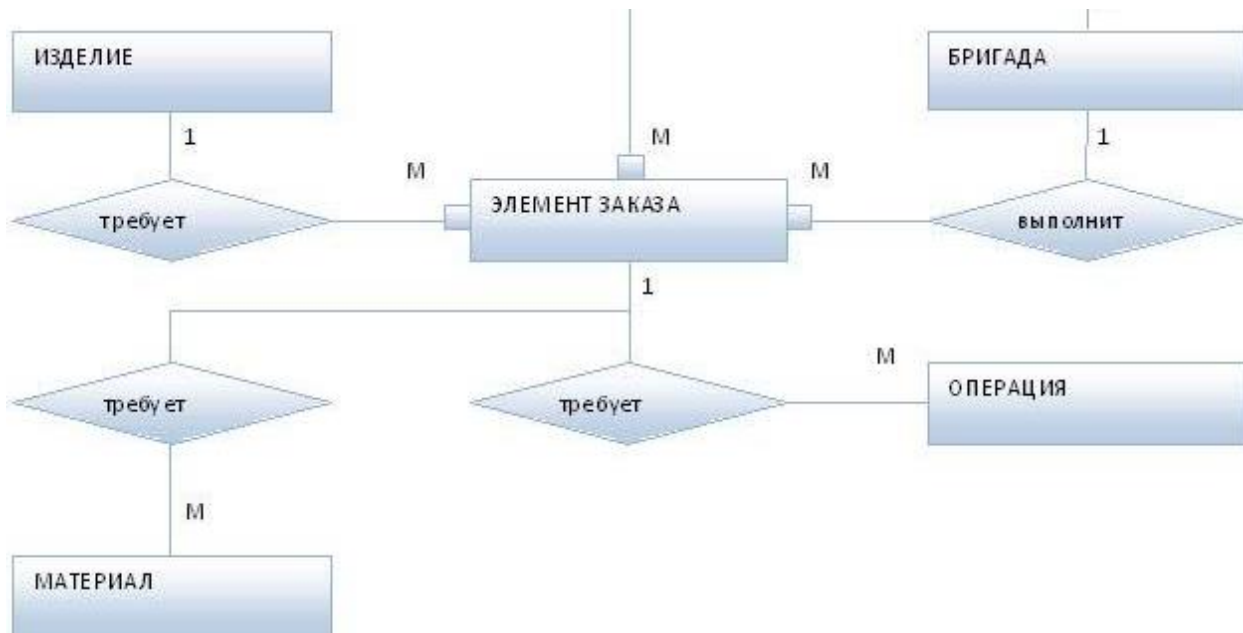 ИЗДЕЛИЕ
БРИГАДА
1
М
1
М
М
ЭЛЕМЕНТ ЗАКАЗА
требует
выполнит
1
М
ОПЕРАЦИЯ
требует
требует
М
МАТЕРИАЛ